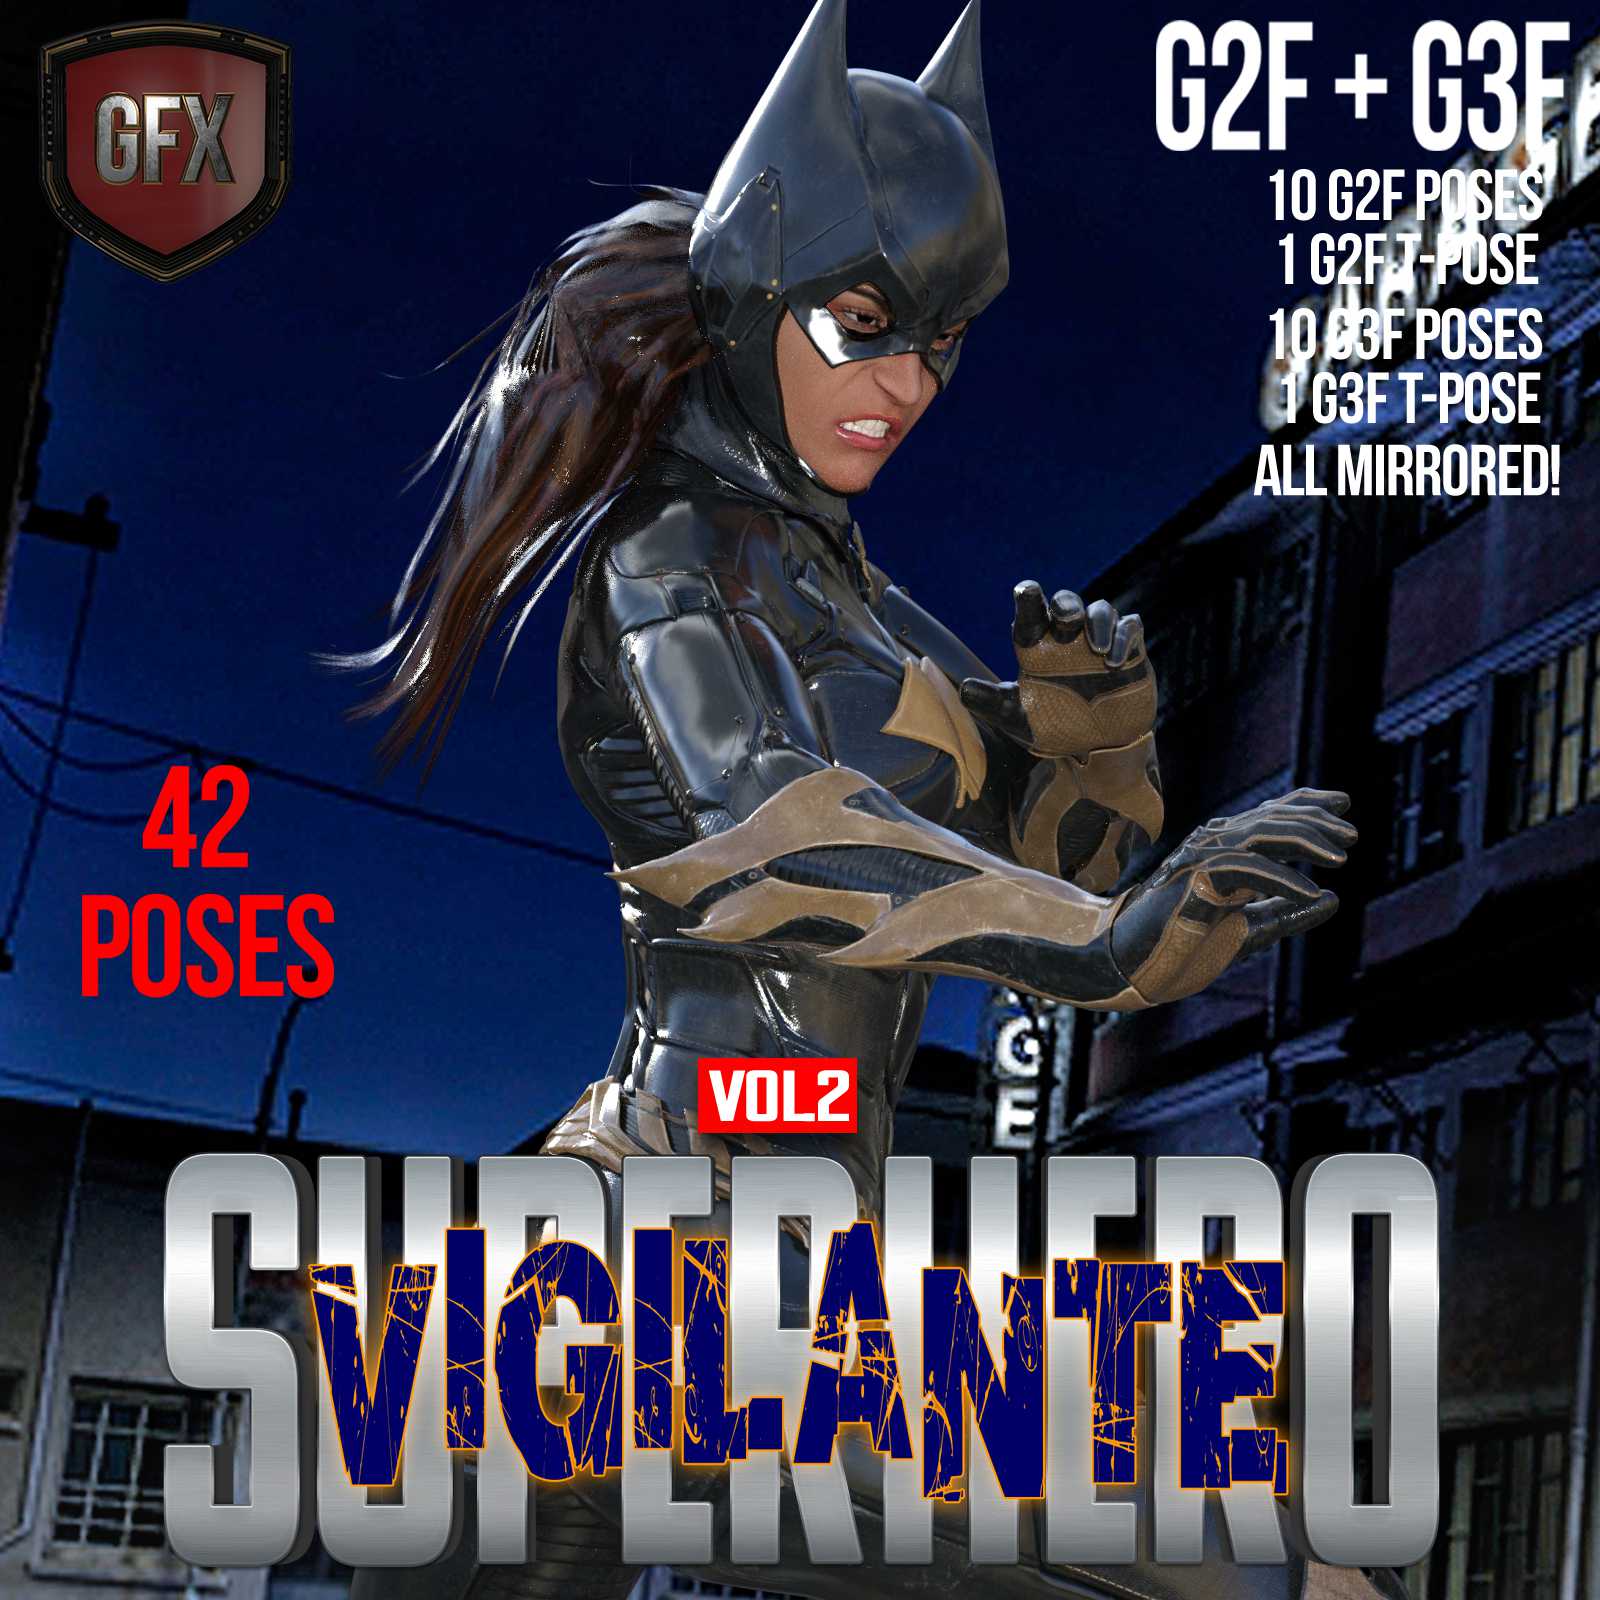 GFX
G2F + G3F
10 G2F POSES
1 G2F T-POSE
10 G3F POSES
1 G3F T-POSE
ALL MIRRORED!
42
POSES
G
E
VOL2
SUPERHERO
VIGILANTE